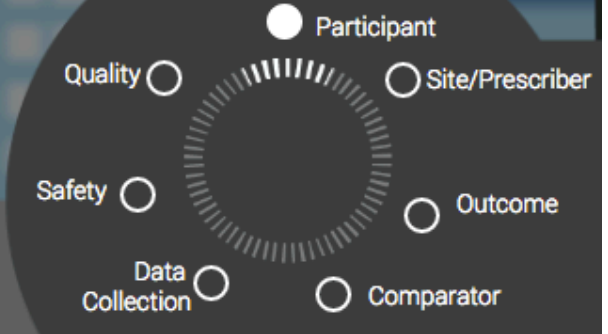 Participant
Quality
Site/Prescriber
Safety
Outcome
Data
Collection
Comparator